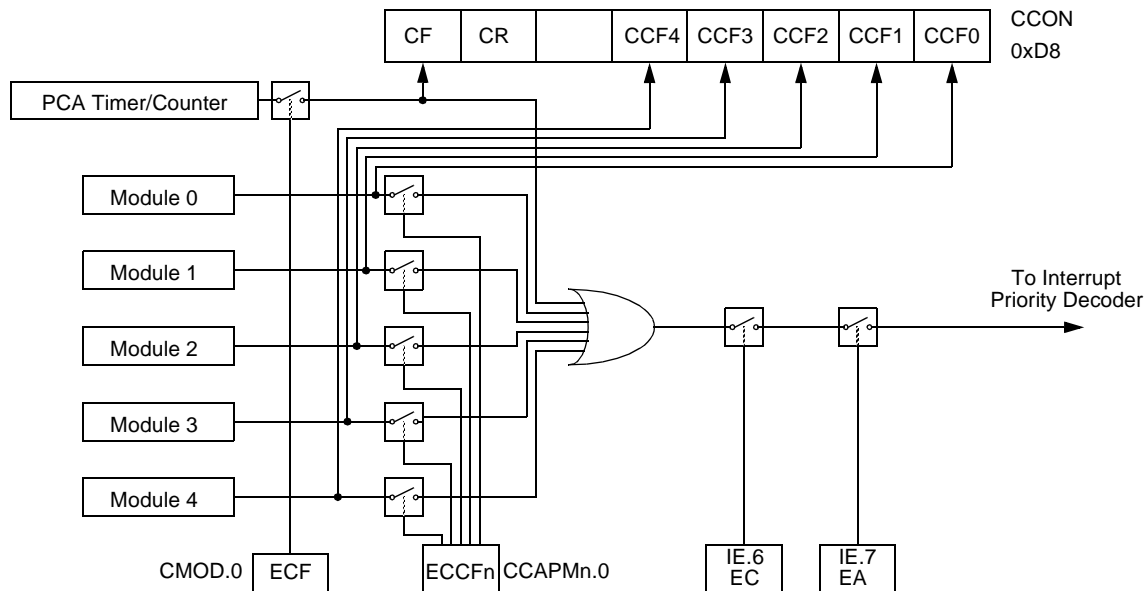 CF CR CCF4 CCF3 CCF2 CCF1 CCF0 CCON
0xD8
PCA Timer/Counter
Module 0
Module 1
To Interrupt
Priority Decoder
Module 2
Module 3
Module 4
CMOD.0 ECF ECCFn CCAPMn.0
IE.6
EC
IE.7
EA